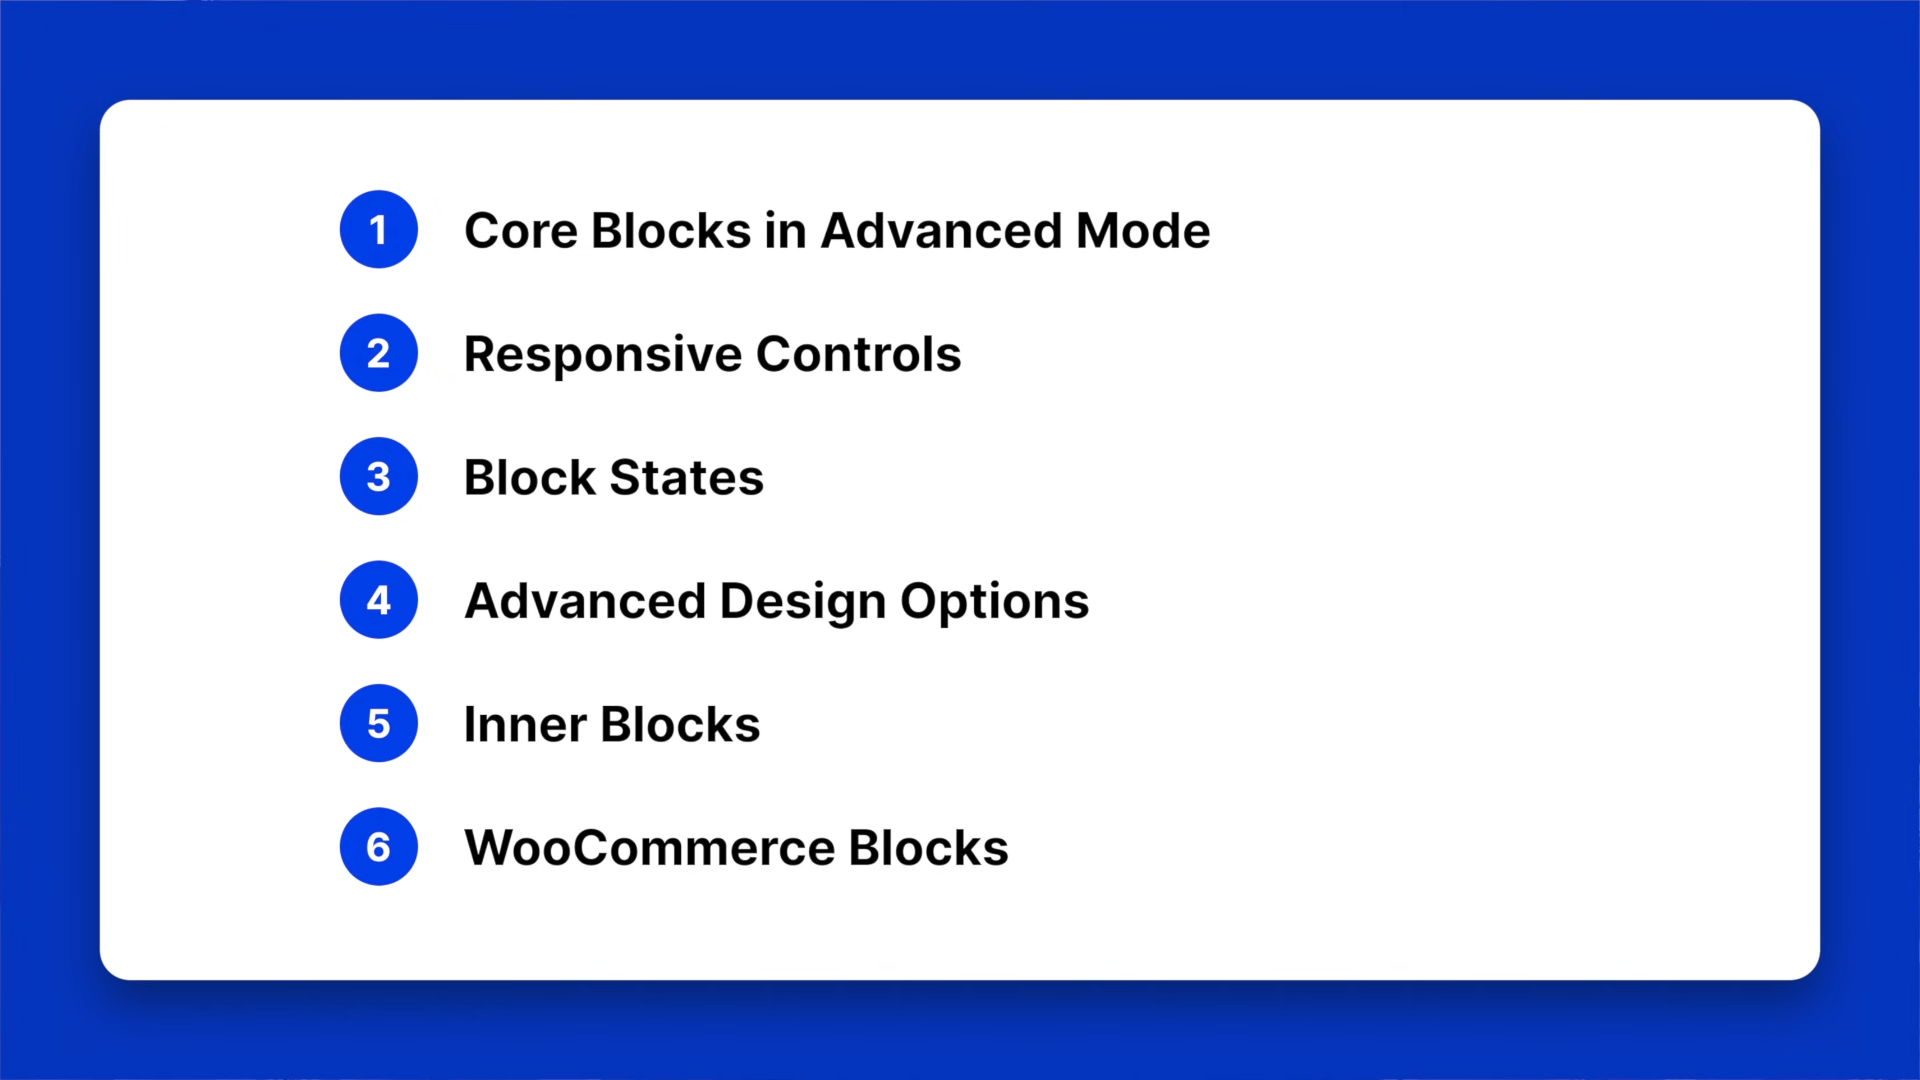 1 Core Blocks in Advanced Mode
2 Responsive Controls
3 Block States
4 Advanced Design Options
5 Inner Blocks
6 WooCommerce Blocks